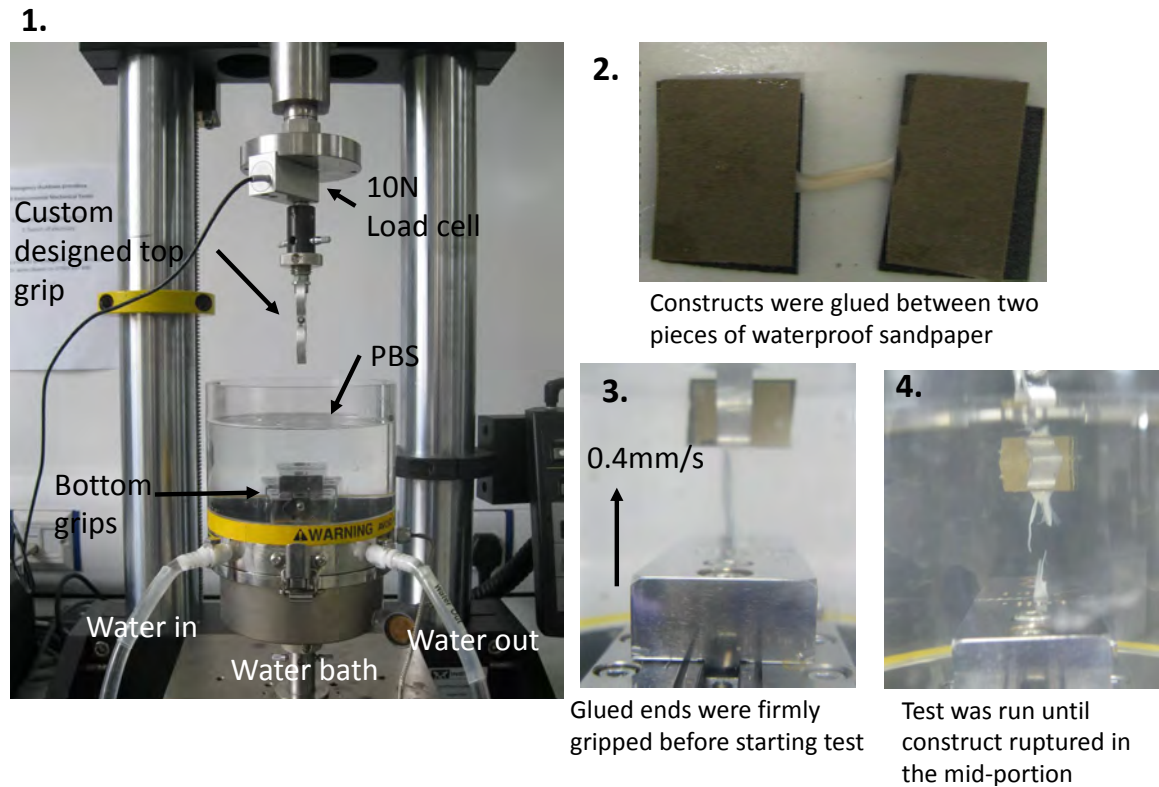 1.
Custom
designed top
grip
10N
Load cell
PBS
Bottom
grips
WARNING
Water in
Water out
Water bath
2.
Constructs were glued between two
pieces of waterproof sandpaper
3.
0.4mm/s
Glued ends were firmly
gripped before starting test
4.
Test was run until
construct ruptured in
the mid-portion